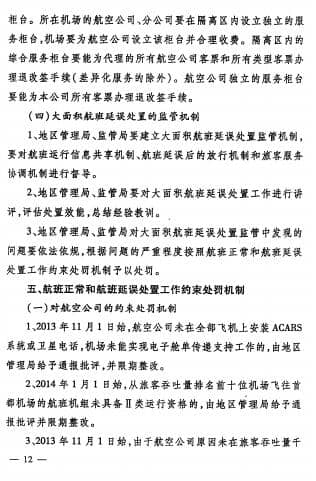 柜台。所在机场的航空公司、分公司要在隔离区内设立独立的服
务柜台,机场要为航空公司设立该柜台并合理收费。隔离区内的
综合服务柜台要能为代理的所有航空公司客票和所有类型客票办
理退改签手续(差异化服务的除外)。航空公司独立的服务柜台
要能为本公司所有客票办理退改签手续。
(四)大面积航班延误处置的监管机制
1、地区管理局、监管局要建立大面积航班延误处置监管机制,
要对航班运行信息共享机制、航班延误后的放行机制和旅客服务
协调机制进行督导。
2、地区管理局、监管局要对大面积航班延误处置工作进行讲
评,评估处置效能,总结经验教训。
3、地区管理局、监管局对大面积航班延误处置监管中发现的
问题要依法依规,根据问题的严重程度按照航班正常和航班延误
处置工作约束处罚机制予以处罚。
五、航班正常和航班延误处置工作约束处罚机制
(一)对航空公司的约束处罚机制
1、2013 年 11 月 1 日始,航空公司未在全部飞机上安装 ACARS
系统或卫星电话,机场未能实现电子舱单传递支持工作的,由地区
管理局给予通报批评,并限期整改。
2、2014 年 1 月 1 日始,从旅客吞吐量排名前十位机场飞往首
都机场的航班机组未具备Ⅱ类运行资格的,由地区管理局给予通
报批评并限期整改。
3、2013 年 11 月 1 日始,由于航空公司原因未在旅客吞吐量千
— 12 —